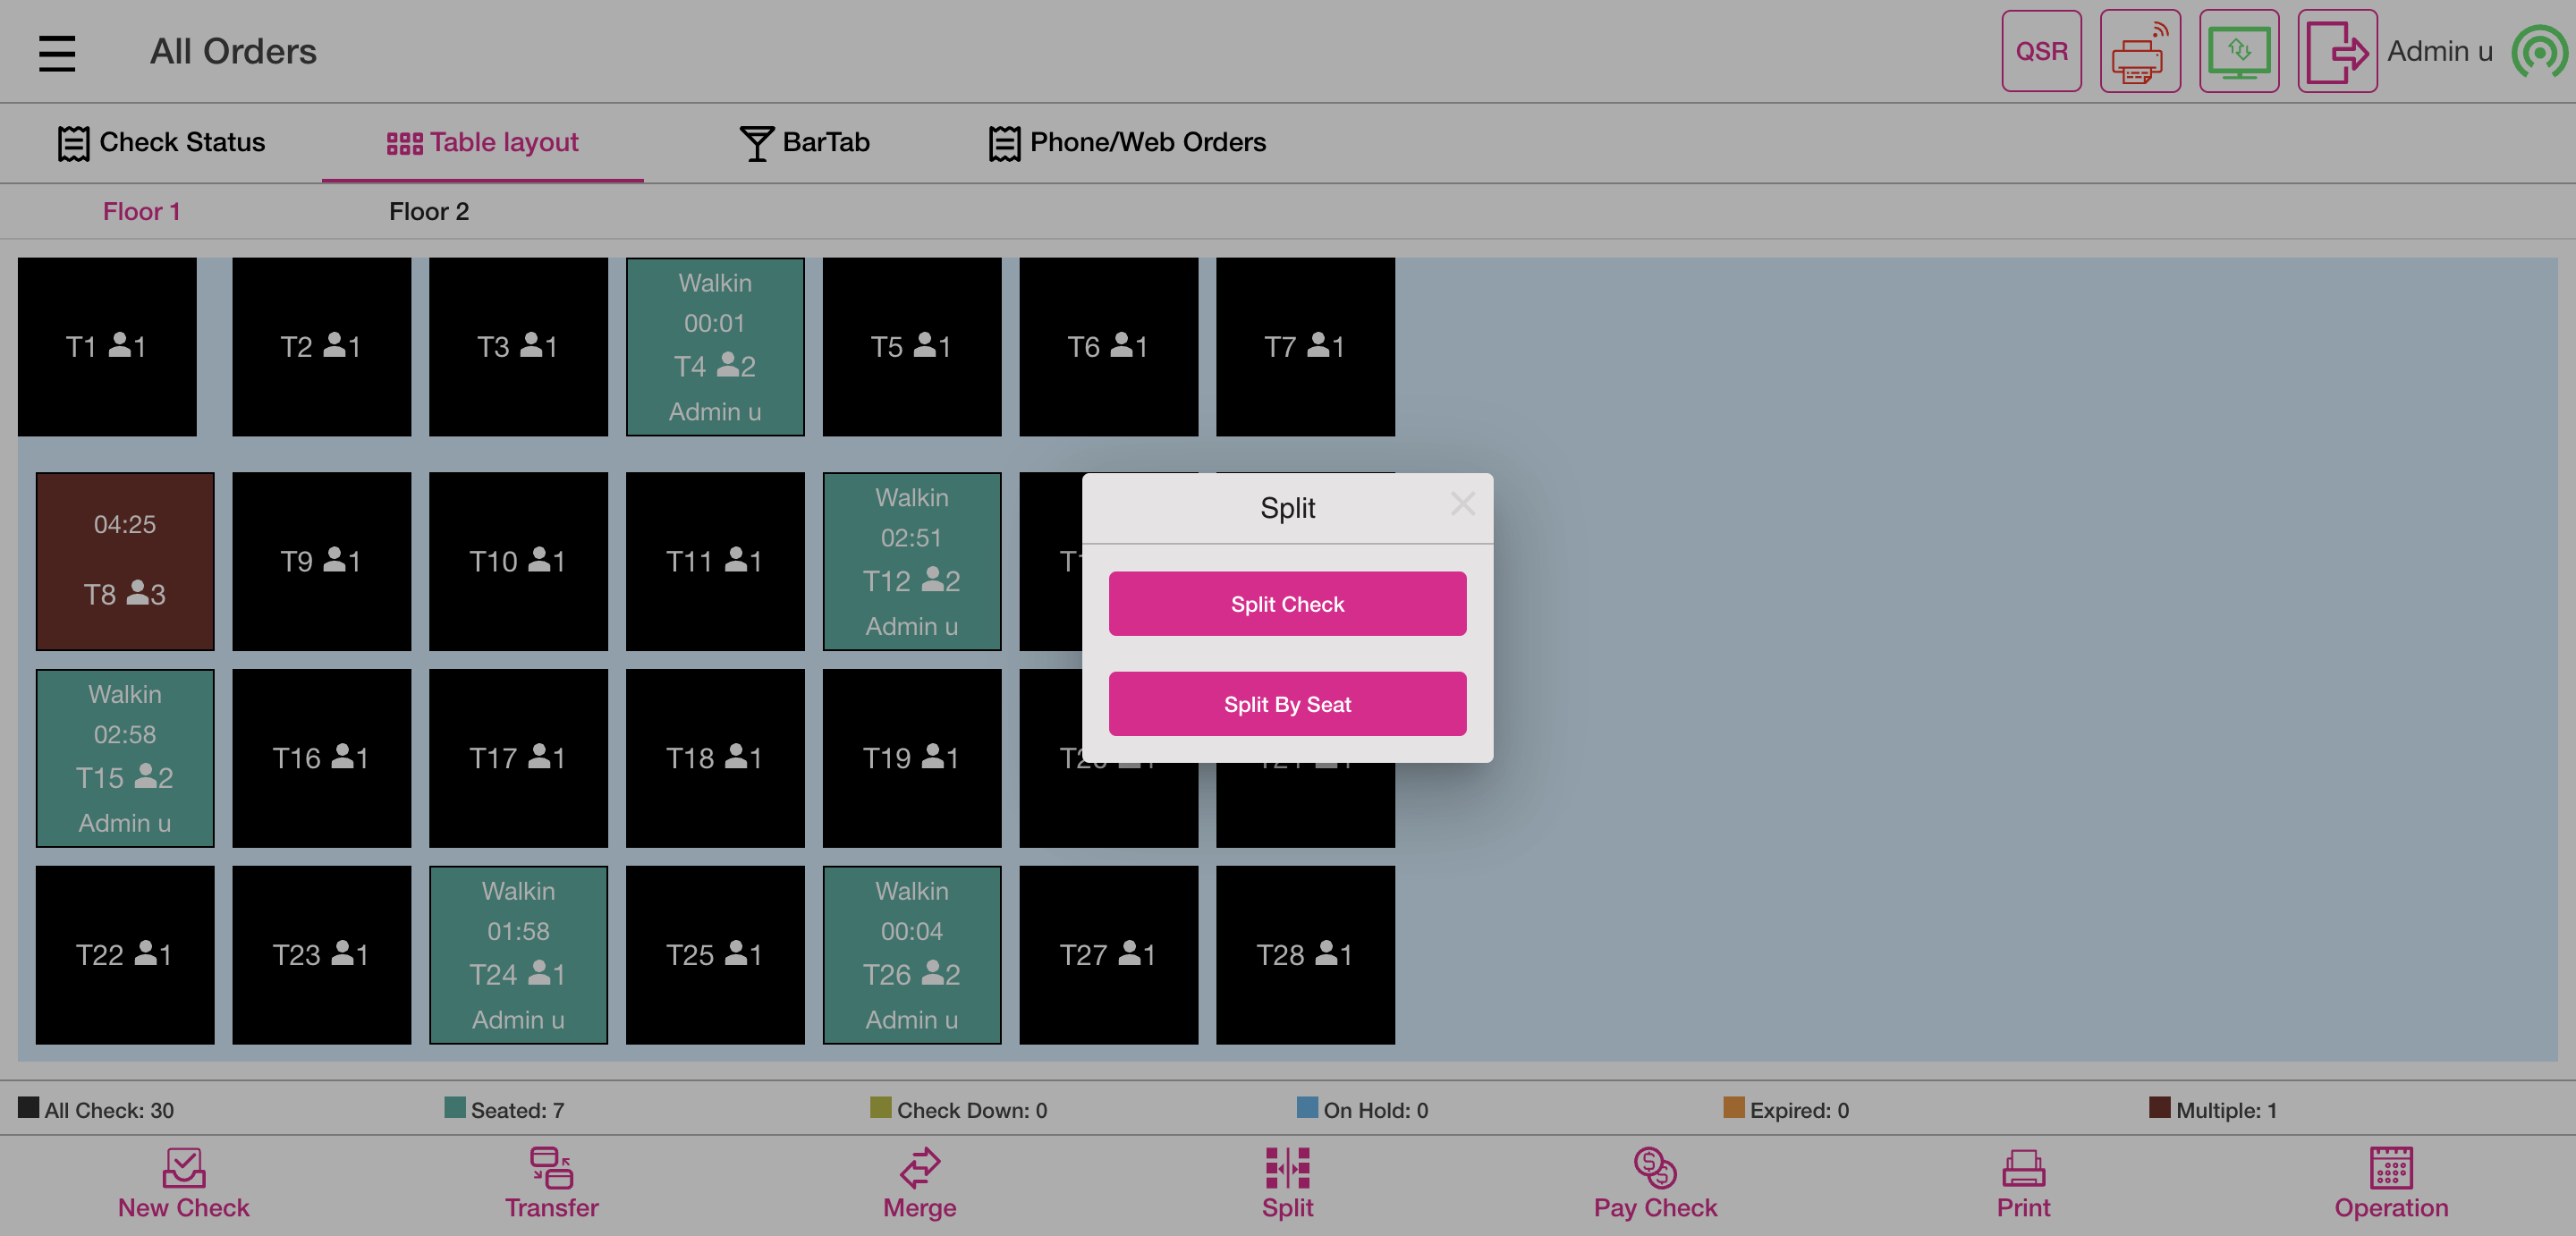 All Orders
QSR
Admin u
Check Status
Table layout
BarTab
Phone/Web Orders
Floor 1
Floor 2
T1 1
T2 1
T3 1
Walkin
00:01
T4 2
Admin u
T5 1
T6 1
T7 1
04:25
T8 3
T9 1
T10 1
T11 1
Walkin
02:51
T12 2
Admin u
Split
Split Check
Split By Seat
Walkin
02:58
T15 2
Admin u
T16 1
T17 1
T18 1
T19 1
T22 1
T23 1
Walkin
01:58
T24 1
Admin u
T25 1
Walkin
00:04
T26 2
Admin u
T27 1
T28 1
All Check: 30
Seated: 7
Check Down: 0
On Hold: 0
Expired: 0
Multiple: 1
New Check
Transfer
Merge
Split
Pay Check
Print
Operation